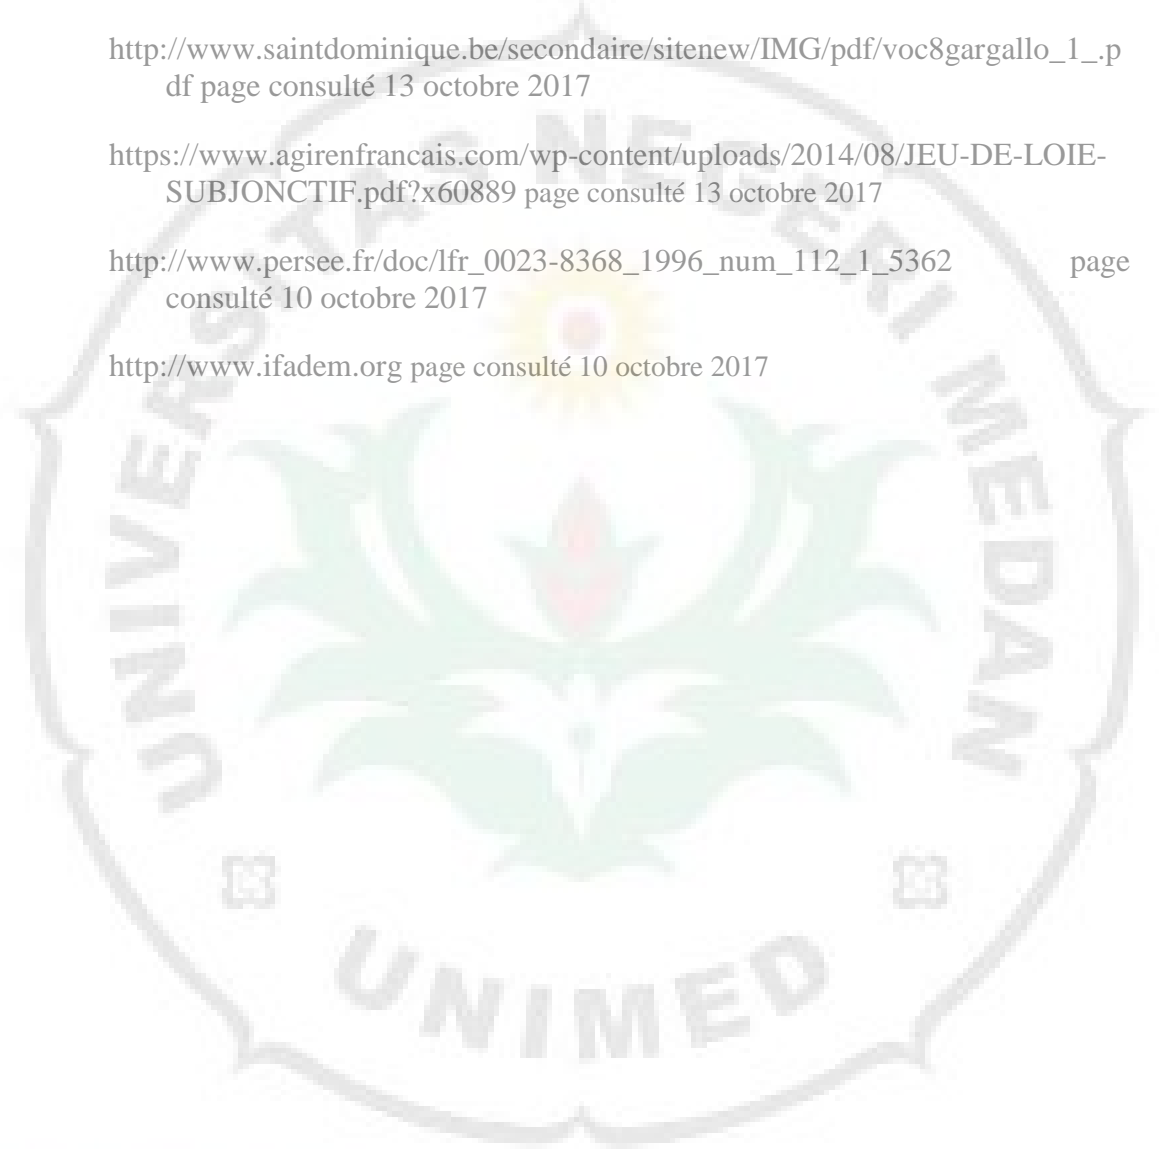 http://www.saintdominique.be/secondaire/sitenew/IMG/pdf/voc8gargallo_1_.p
df page consulté 13 octobre 2017
https://www.agirenfrancais.com/wp-content/uploads/2014/08/JEU-DE-LOIE-
SUBJONCTIF.pdf?x60889 page consulté 13 octobre 2017
http://www.persee.fr/doc/lfr_0023-8368_1996_num_112_1_5362 page
consulté 10 octobre 2017
http://www.ifadem.org page consulté 10 octobre 2017
UNIVERSITAS NEGERI MEDAN
UNIMED